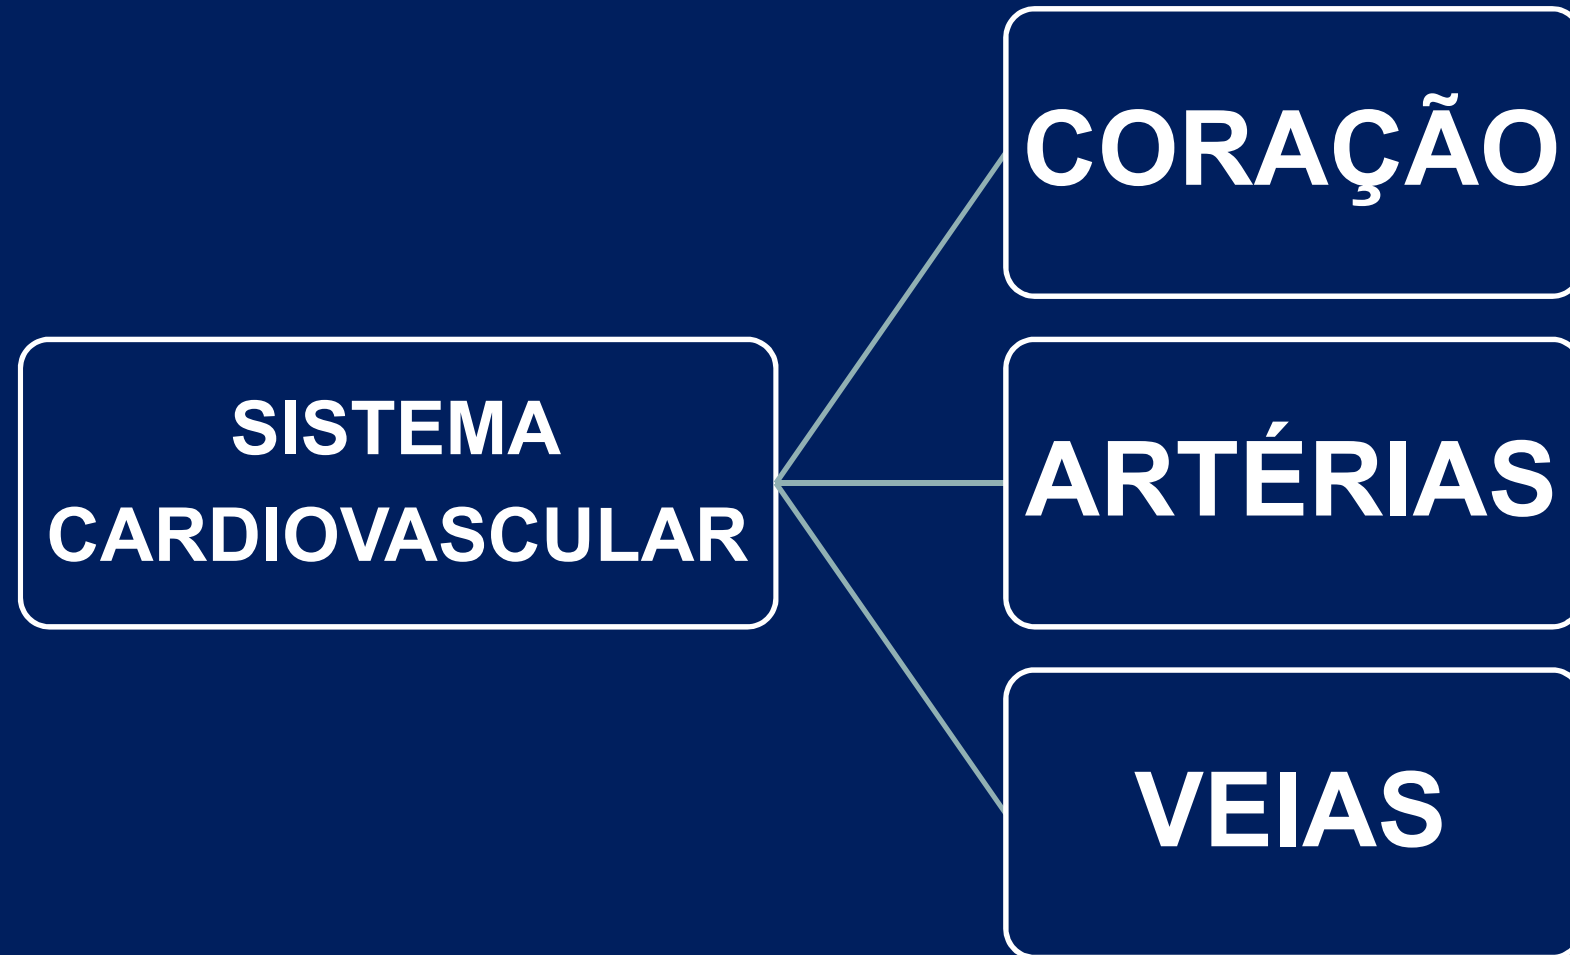 SISTEMA
CARDIOVASCULAR
CORAÇÃO
ARTÉRIAS
VEIAS